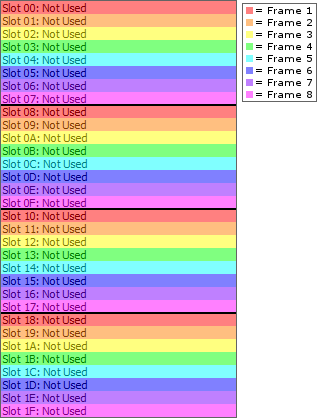 Slot 00: Not Used
Slot 01: Not Used
Slot 02: Not Used
Slot 03: Not Used
Slot 04: Not Used
Slot 05: Not Used
Slot 06: Not Used
Slot 07: Not Used
Slot 08: Not Used
Slot 09: Not Used
Slot 0A: Not Used
Slot 0B: Not Used
Slot 0C: Not Used
Slot 0D: Not Used
Slot 0E: Not Used
Slot 0F: Not Used
Slot 10: Not Used
Slot 11: Not Used
Slot 12: Not Used
Slot 13: Not Used
Slot 14: Not Used
Slot 15: Not Used
Slot 16: Not Used
Slot 17: Not Used
Slot 18: Not Used
Slot 19: Not Used
Slot 1A: Not Used
Slot 1B: Not Used
Slot 1C: Not Used
Slot 1D: Not Used
Slot 1E: Not Used
Slot 1F: Not Used
= Frame 1
= Frame 2
= Frame 3
= Frame 4
= Frame 5
= Frame 6
= Frame 7
= Frame 8